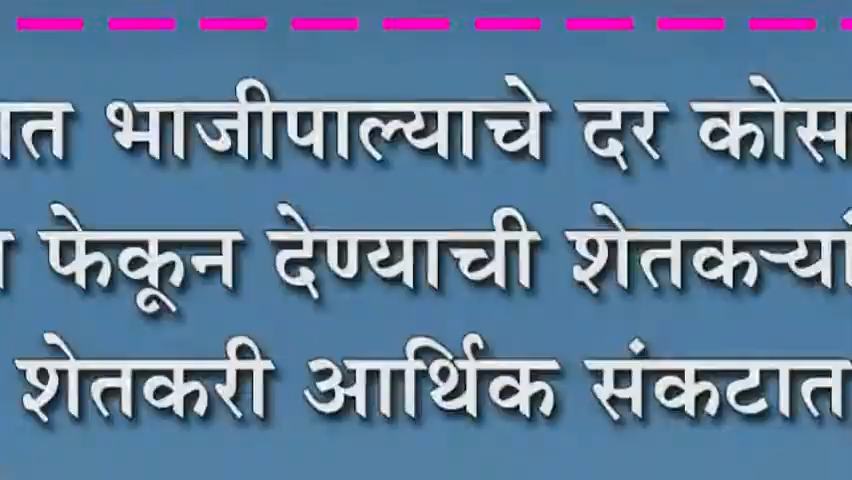 ात भाजीपाल्याचे दर कोस
फेकून देण्याची शेतकऱ्यां
शेतकरी आर्थिक संकटात